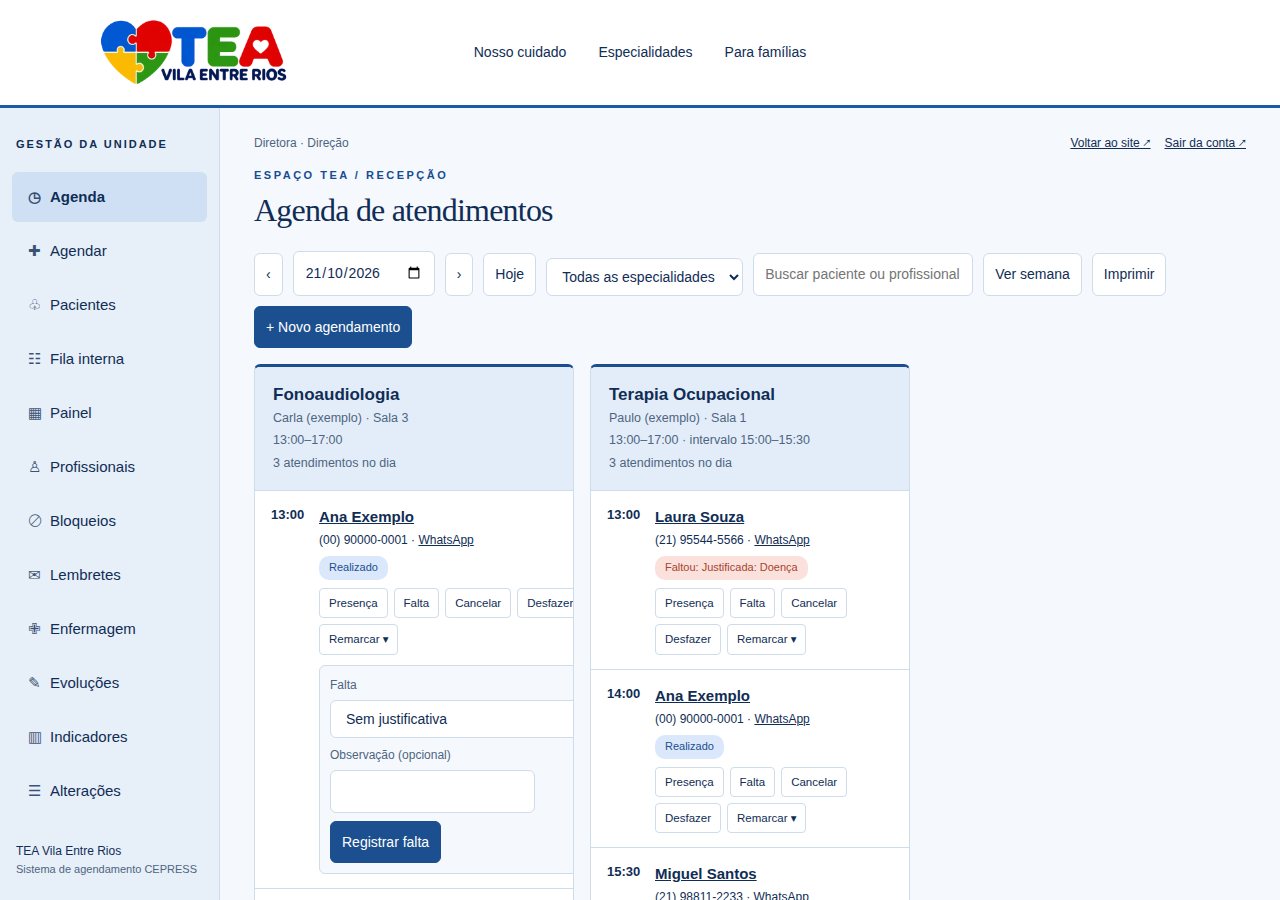 TEA
VILA ENTRE RIOS
Nosso cuidado
Especialidades
Para famílias
GESTÃO DA UNIDADE
Agenda
Agendar
Pacientes
Fila interna
Painel
Profissionais
Bloqueios
Lembretes
Enfermagem
Evoluções
Indicadores
Alterações
TEA Vila Entre Rios
Sistema de agendamento CEPRESS
Diretora · Direção
Voltar ao site ↗ Sair da conta ↗
ESPAÇO TEA / RECEPÇÃO
Agenda de atendimentos
‹ 21/10/2026 › Hoje Todas as especialidades Buscar paciente ou profissional Ver semana Imprimir
+ Novo agendamento
Fonoaudiologia
Carla (exemplo) · Sala 3
13:00–17:00
3 atendimentos no dia
13:00 Ana Exemplo
(00) 90000-0001 · WhatsApp
Realizado
Presença Falta Cancelar Desfazer
Remarcar ▾
Falta
Sem justificativa
Observação (opcional)
Registrar falta
Terapia Ocupacional
Paulo (exemplo) · Sala 1
13:00–17:00 · intervalo 15:00–15:30
3 atendimentos no dia
13:00 Laura Souza
(21) 95544-5566 · WhatsApp
Faltou: Justificada: Doença
Presença Falta Cancelar
Desfazer Remarcar ▾
14:00 Ana Exemplo
(00) 90000-0001 · WhatsApp
Realizado
Presença Falta Cancelar
Desfazer Remarcar ▾
15:30 Miguel Santos
(21) 98811-2233 · WhatsApp